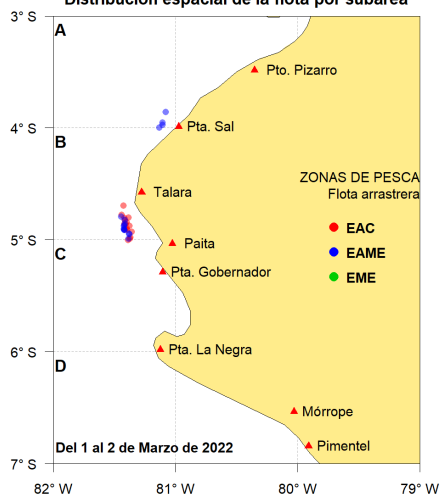 Distribución espacial de la flota por subárea
3° S
A
Pto. Pizarro
4° S
Pta. Sal
B
ZONAS DE PESCA
Flota arrastrera
Talara
EAC
5° S
Paita
EAME
C
Pta. Gobernador
EME
6° S
Pta. La Negra
D
Mórrope
Del 1 al 2 de Marzo de 2022
Pimentel
7° S
82° W
81° W
80° W
79° W